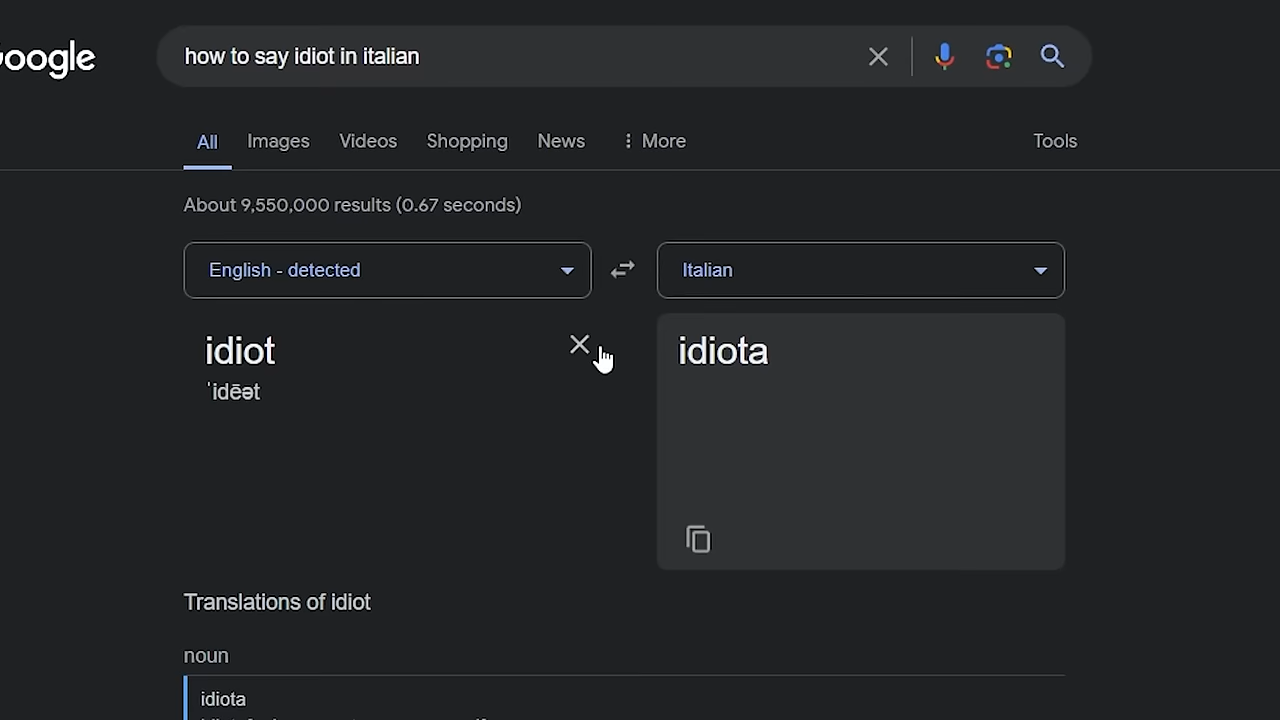 Google
how to say idiot in italian
All Images Videos Shopping News More Tools
About 9,550,000 results (0.67 seconds)
English - detected Italian
idiot idiota
ˈidēət
Translations of idiot
noun
idiota